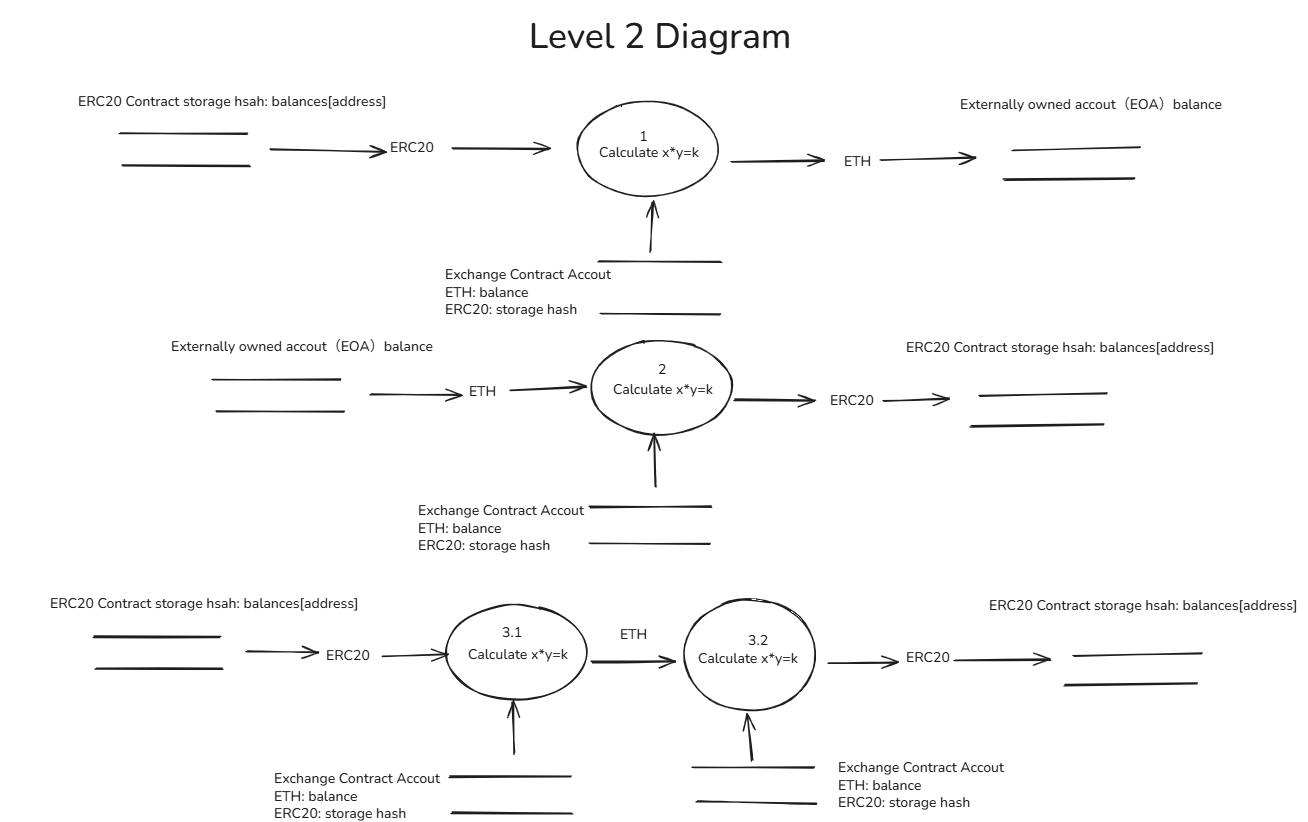 Level 2 Diagram
ERC20 Contract storage hsah: balances[address]
Externally owned accout（EOA）balance
ERC20
1
Calculate x*y=k
ETH
Exchange Contract Accout
ETH: balance
ERC20: storage hash
Externally owned accout（EOA）balance
ERC20 Contract storage hsah: balances[address]
ETH
2
Calculate x*y=k
ERC20
Exchange Contract Accout
ETH: balance
ERC20: storage hash
ERC20 Contract storage hsah: balances[address]
ERC20 Contract storage hsah: balances[address]
ERC20
3.1
Calculate x*y=k
ETH
3.2
Calculate x*y=k
ERC20
Exchange Contract Accout
ETH: balance
ERC20: storage hash
Exchange Contract Accout
ETH: balance
ERC20: storage hash